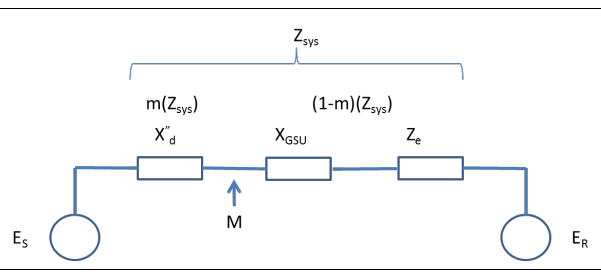 Zsys
m(Zsys) (1-m)(Zsys)
X"d XGSU Ze
M
ES ER